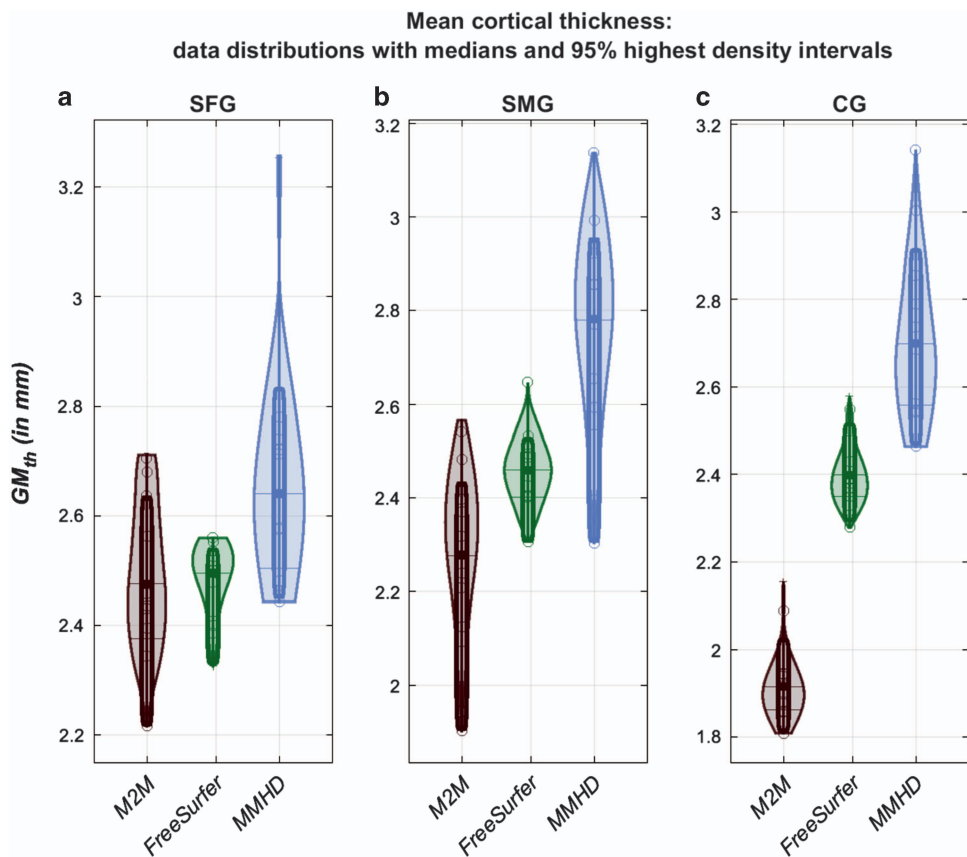 Mean cortical thickness:
data distributions with medians and 95% highest density intervals
a SFG
b SMG
c CG
GMth (in mm)
3.2
3
2.8
2.6
2.4
2.2
3.2
3
2.8
2.6
2.4
2.2
2
3.2
3
2.8
2.6
2.4
2.2
2
1.8
M2M
FreeSurfer
MMHD
M2M
FreeSurfer
MMHD
M2M
FreeSurfer
MMHD